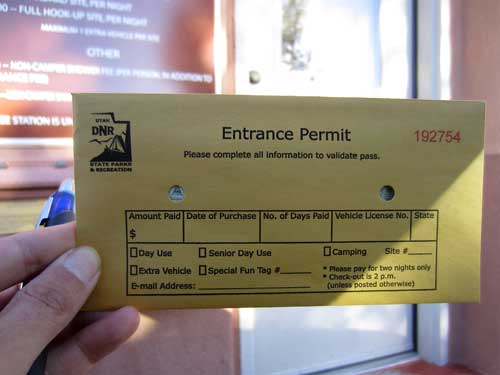 DARD SITE, PER NIGHT
00 -- FULL HOOK-UP SITE, PER NIGHT
MAXIMUM 1 EXTRA VEHICLE PER SITE
OTHER
-- NON-CAMPER SHOWER FEE (PER PERSON, IN ADDITION TO
STATION IS
UTAH
DNR
STATE PARKS
& RECREATION
Entrance Permit
192754
Please complete all information to validate pass.
Amount Paid Date of Purchase No. of Days Paid Vehicle License No. State
$
Day Use Senior Day Use Camping Site #
Extra Vehicle Special Fun Tag # * Please pay for two nights only
* Check-out is 2 p.m.
E-mail Address: (unless posted otherwise)